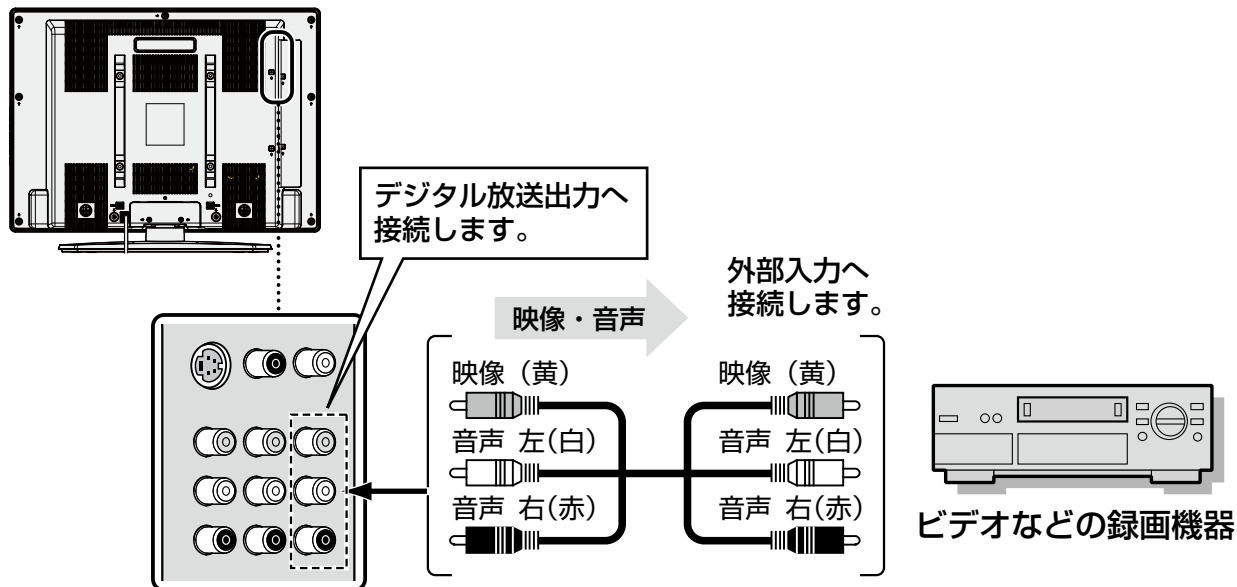 デジタル放送出力へ
接続します。
外部入力へ
接続します。
映像・音声
映像（黄）
映像（黄）
音声 左(白)
音声 左(白)
音声 右(赤)
音声 右(赤)
ビデオなどの録画機器